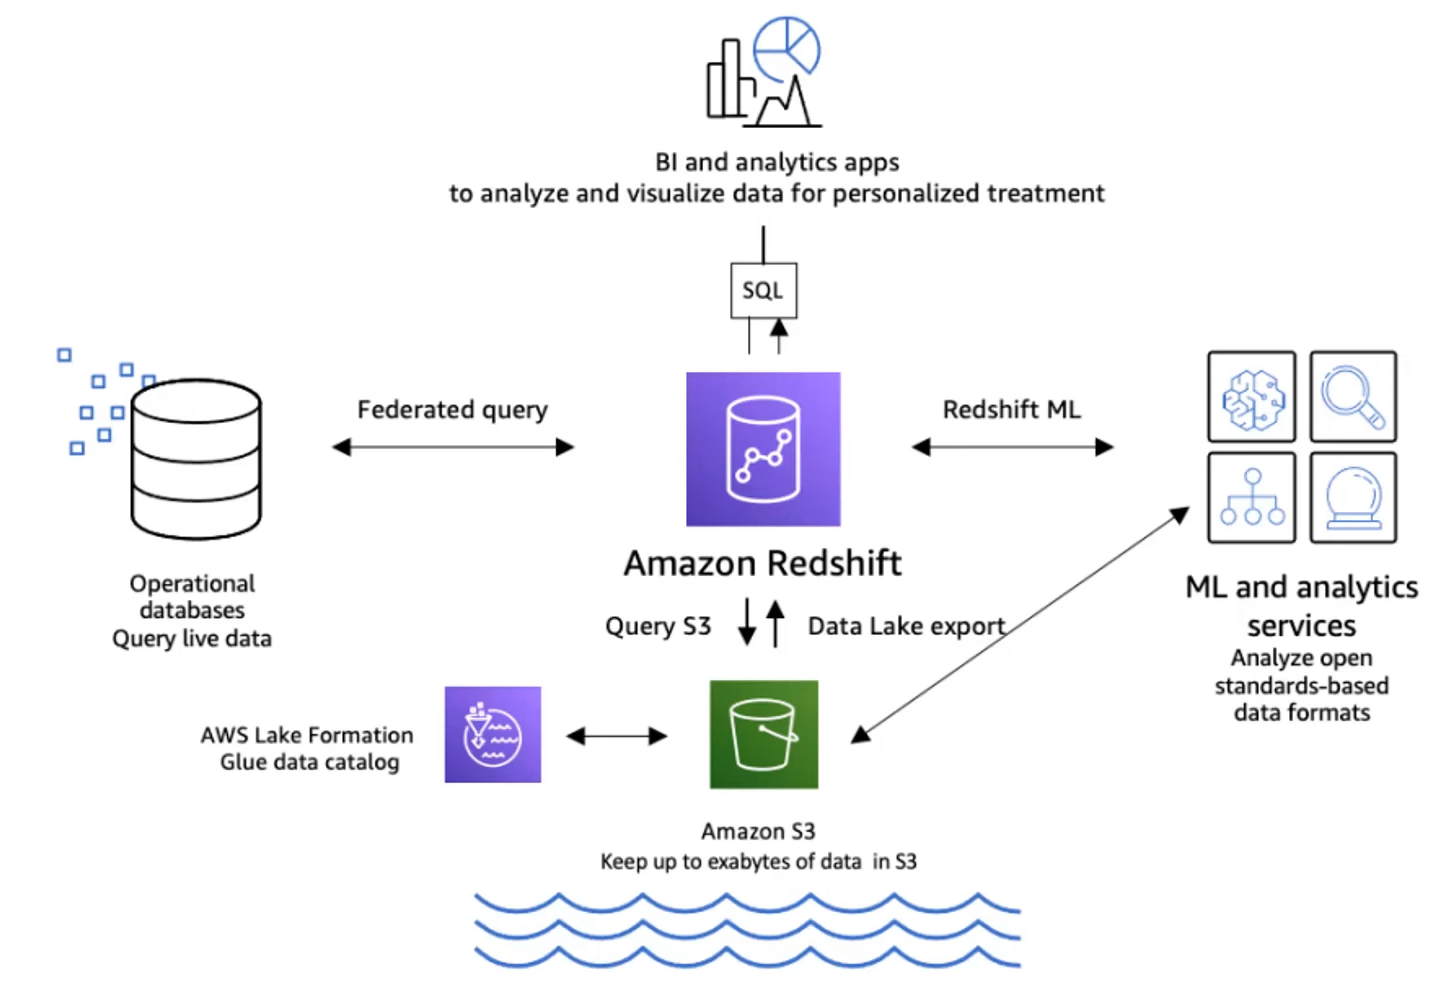 BI and analytics apps
to analyze and visualize data for personalized treatment
SQL
Federated query
Redshift ML
Amazon Redshift
Operational
databases
Query live data
Query S3
Data Lake export
ML and analytics
services
Analyze open
standards-based
data formats
AWS Lake Formation
Glue data catalog
Amazon S3
Keep up to exabytes of data in S3